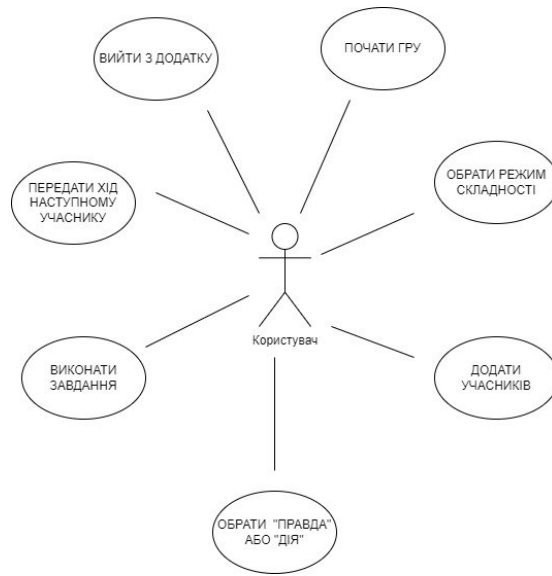 ВИЙТИ З ДОДАТКУ
ПОЧАТИ ГРУ
ПЕРЕДАТИ ХІД
НАСТУПНОМУ
УЧАСНИКУ
ОБРАТИ РЕЖИМ
СКЛАДНОСТІ
Користувач
ВИКОНАТИ
ЗАВДАННЯ
ДОДАТИ
УЧАСНИКІВ
ОБРАТИ "ПРАВДА"
АБО "ДІЯ"